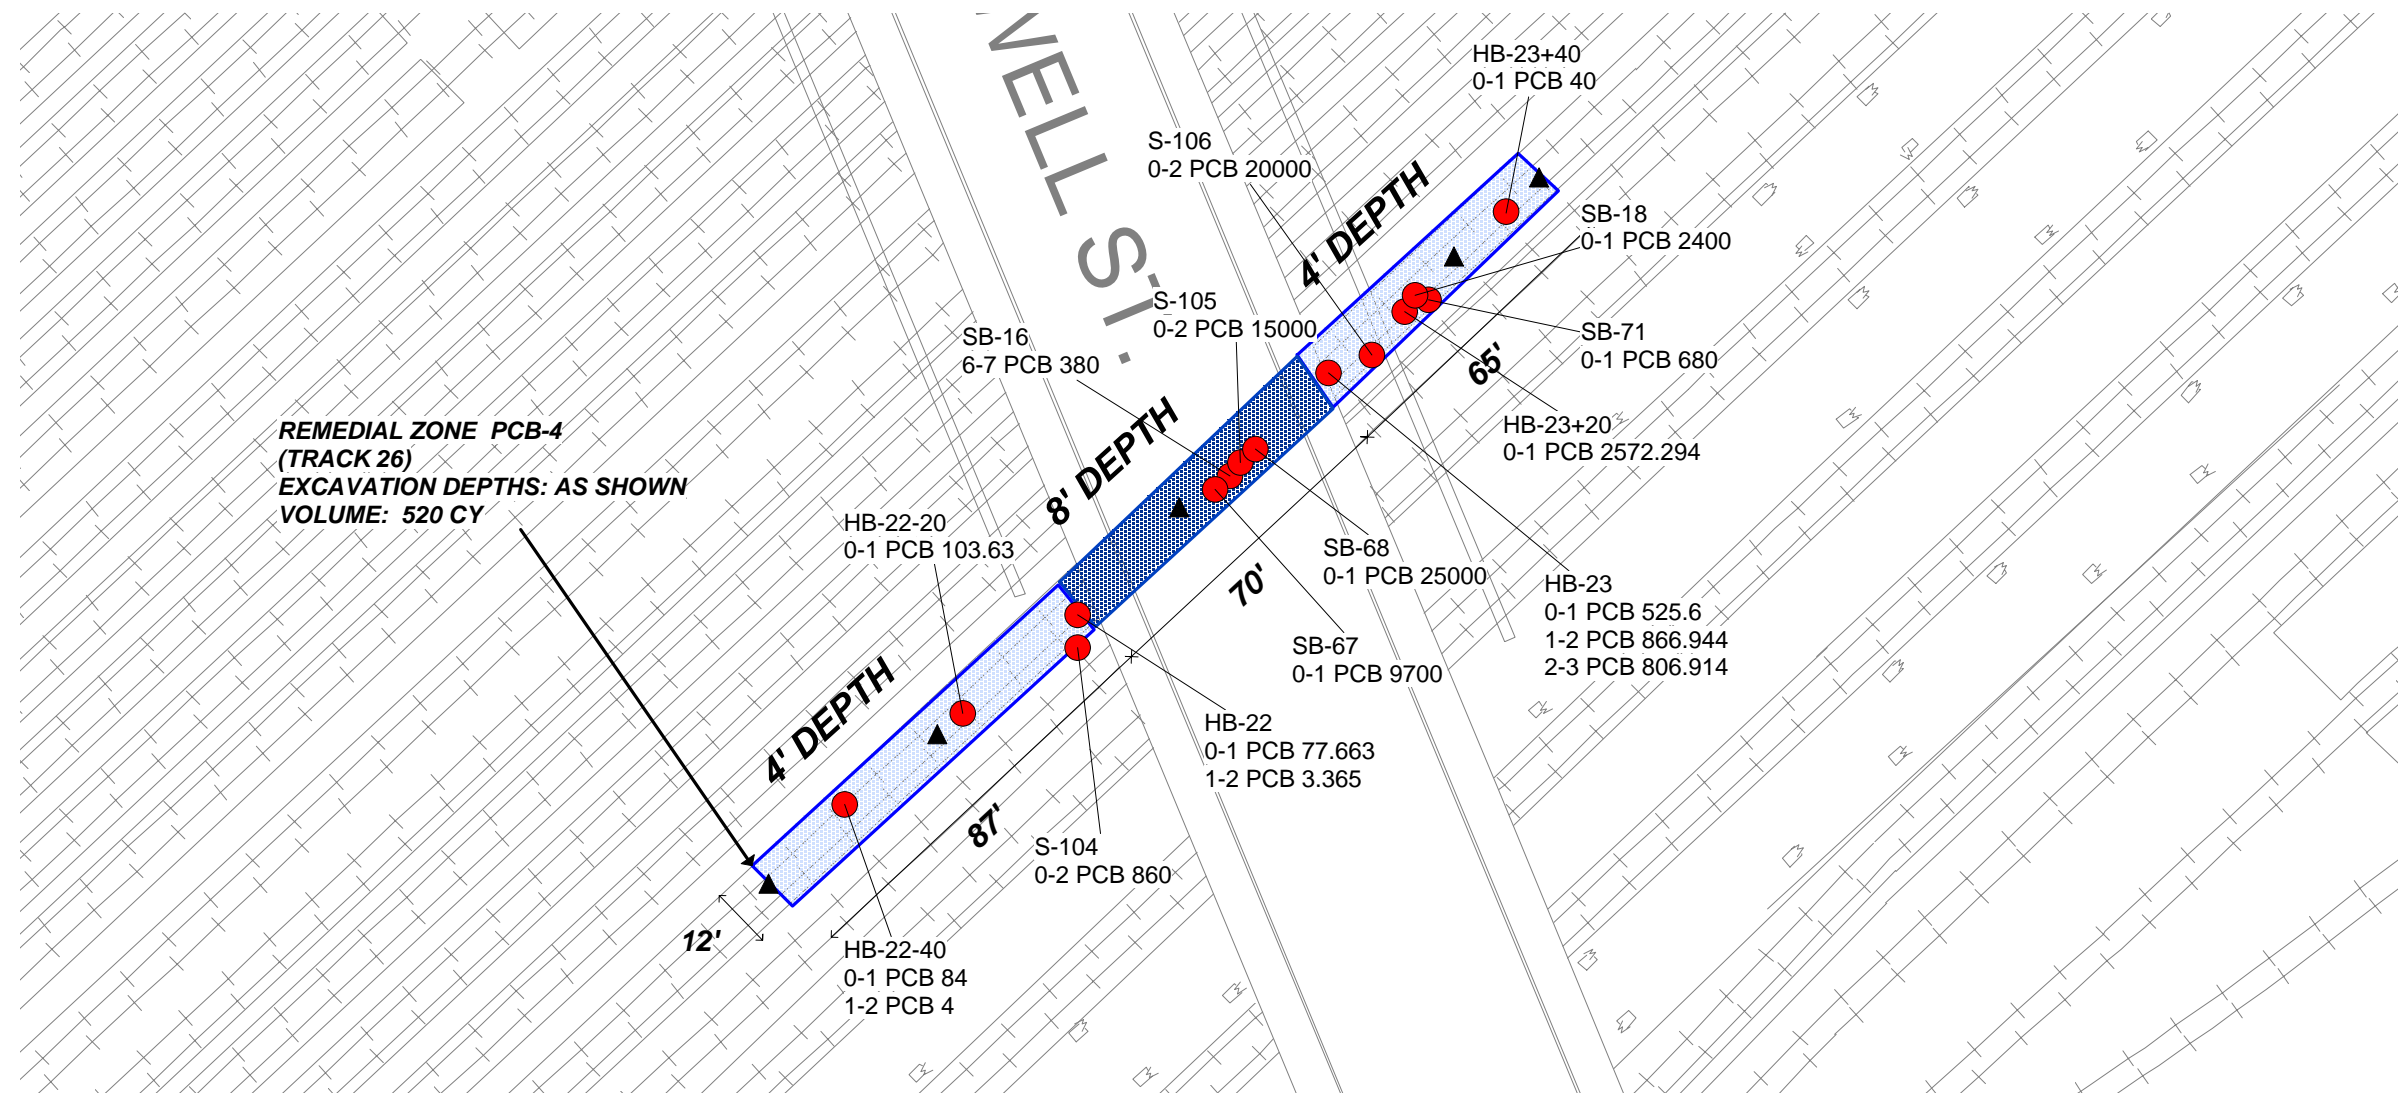 HB-23+40
0-1 PCB 40
S-106
0-2 PCB 20000
4' DEPTH
SB-18
0-1 PCB 2400
VELL ST.
S-105
0-2 PCB 15000
SB-16
6-7 PCB 380
SB-71
0-1 PCB 680
65'
HB-23+20
0-1 PCB 2572.294
8' DEPTH
REMEDIAL ZONE PCB-4
(TRACK 26)
EXCAVATION DEPTHS: AS SHOWN
VOLUME: 520 CY
HB-22-20
0-1 PCB 103.63
SB-68
0-1 PCB 25000
70'
HB-23
0-1 PCB 525.6
1-2 PCB 866.944
2-3 PCB 806.914
SB-67
0-1 PCB 9700
4' DEPTH
HB-22
0-1 PCB 77.663
1-2 PCB 3.365
87'
S-104
0-2 PCB 860
12'
HB-22-40
0-1 PCB 84
1-2 PCB 4